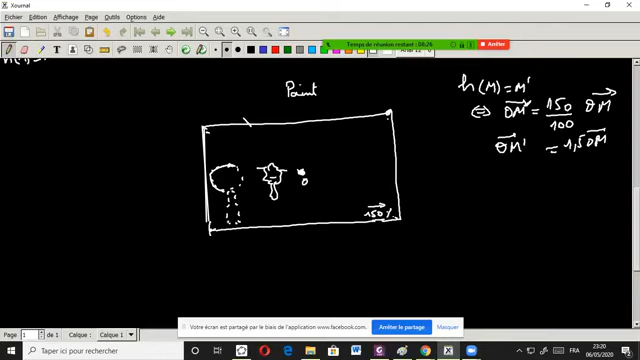 Xournal
Fichier Édition Affichage Page Outils Options Aide
Temps de réunion restant : 06:26 Arrêter
h(M) = M'
Point
⇔ OM' = 150/100 OM
OM' = 1,5 OM
O
150%
Votre écran est partagé par le biais de l'application www.facebook.com. Arrêter le partage Masquer
Page 1 de 1 Calque : Calque 1
Taper ici pour rechercher
FRA 23:20
06/05/2020